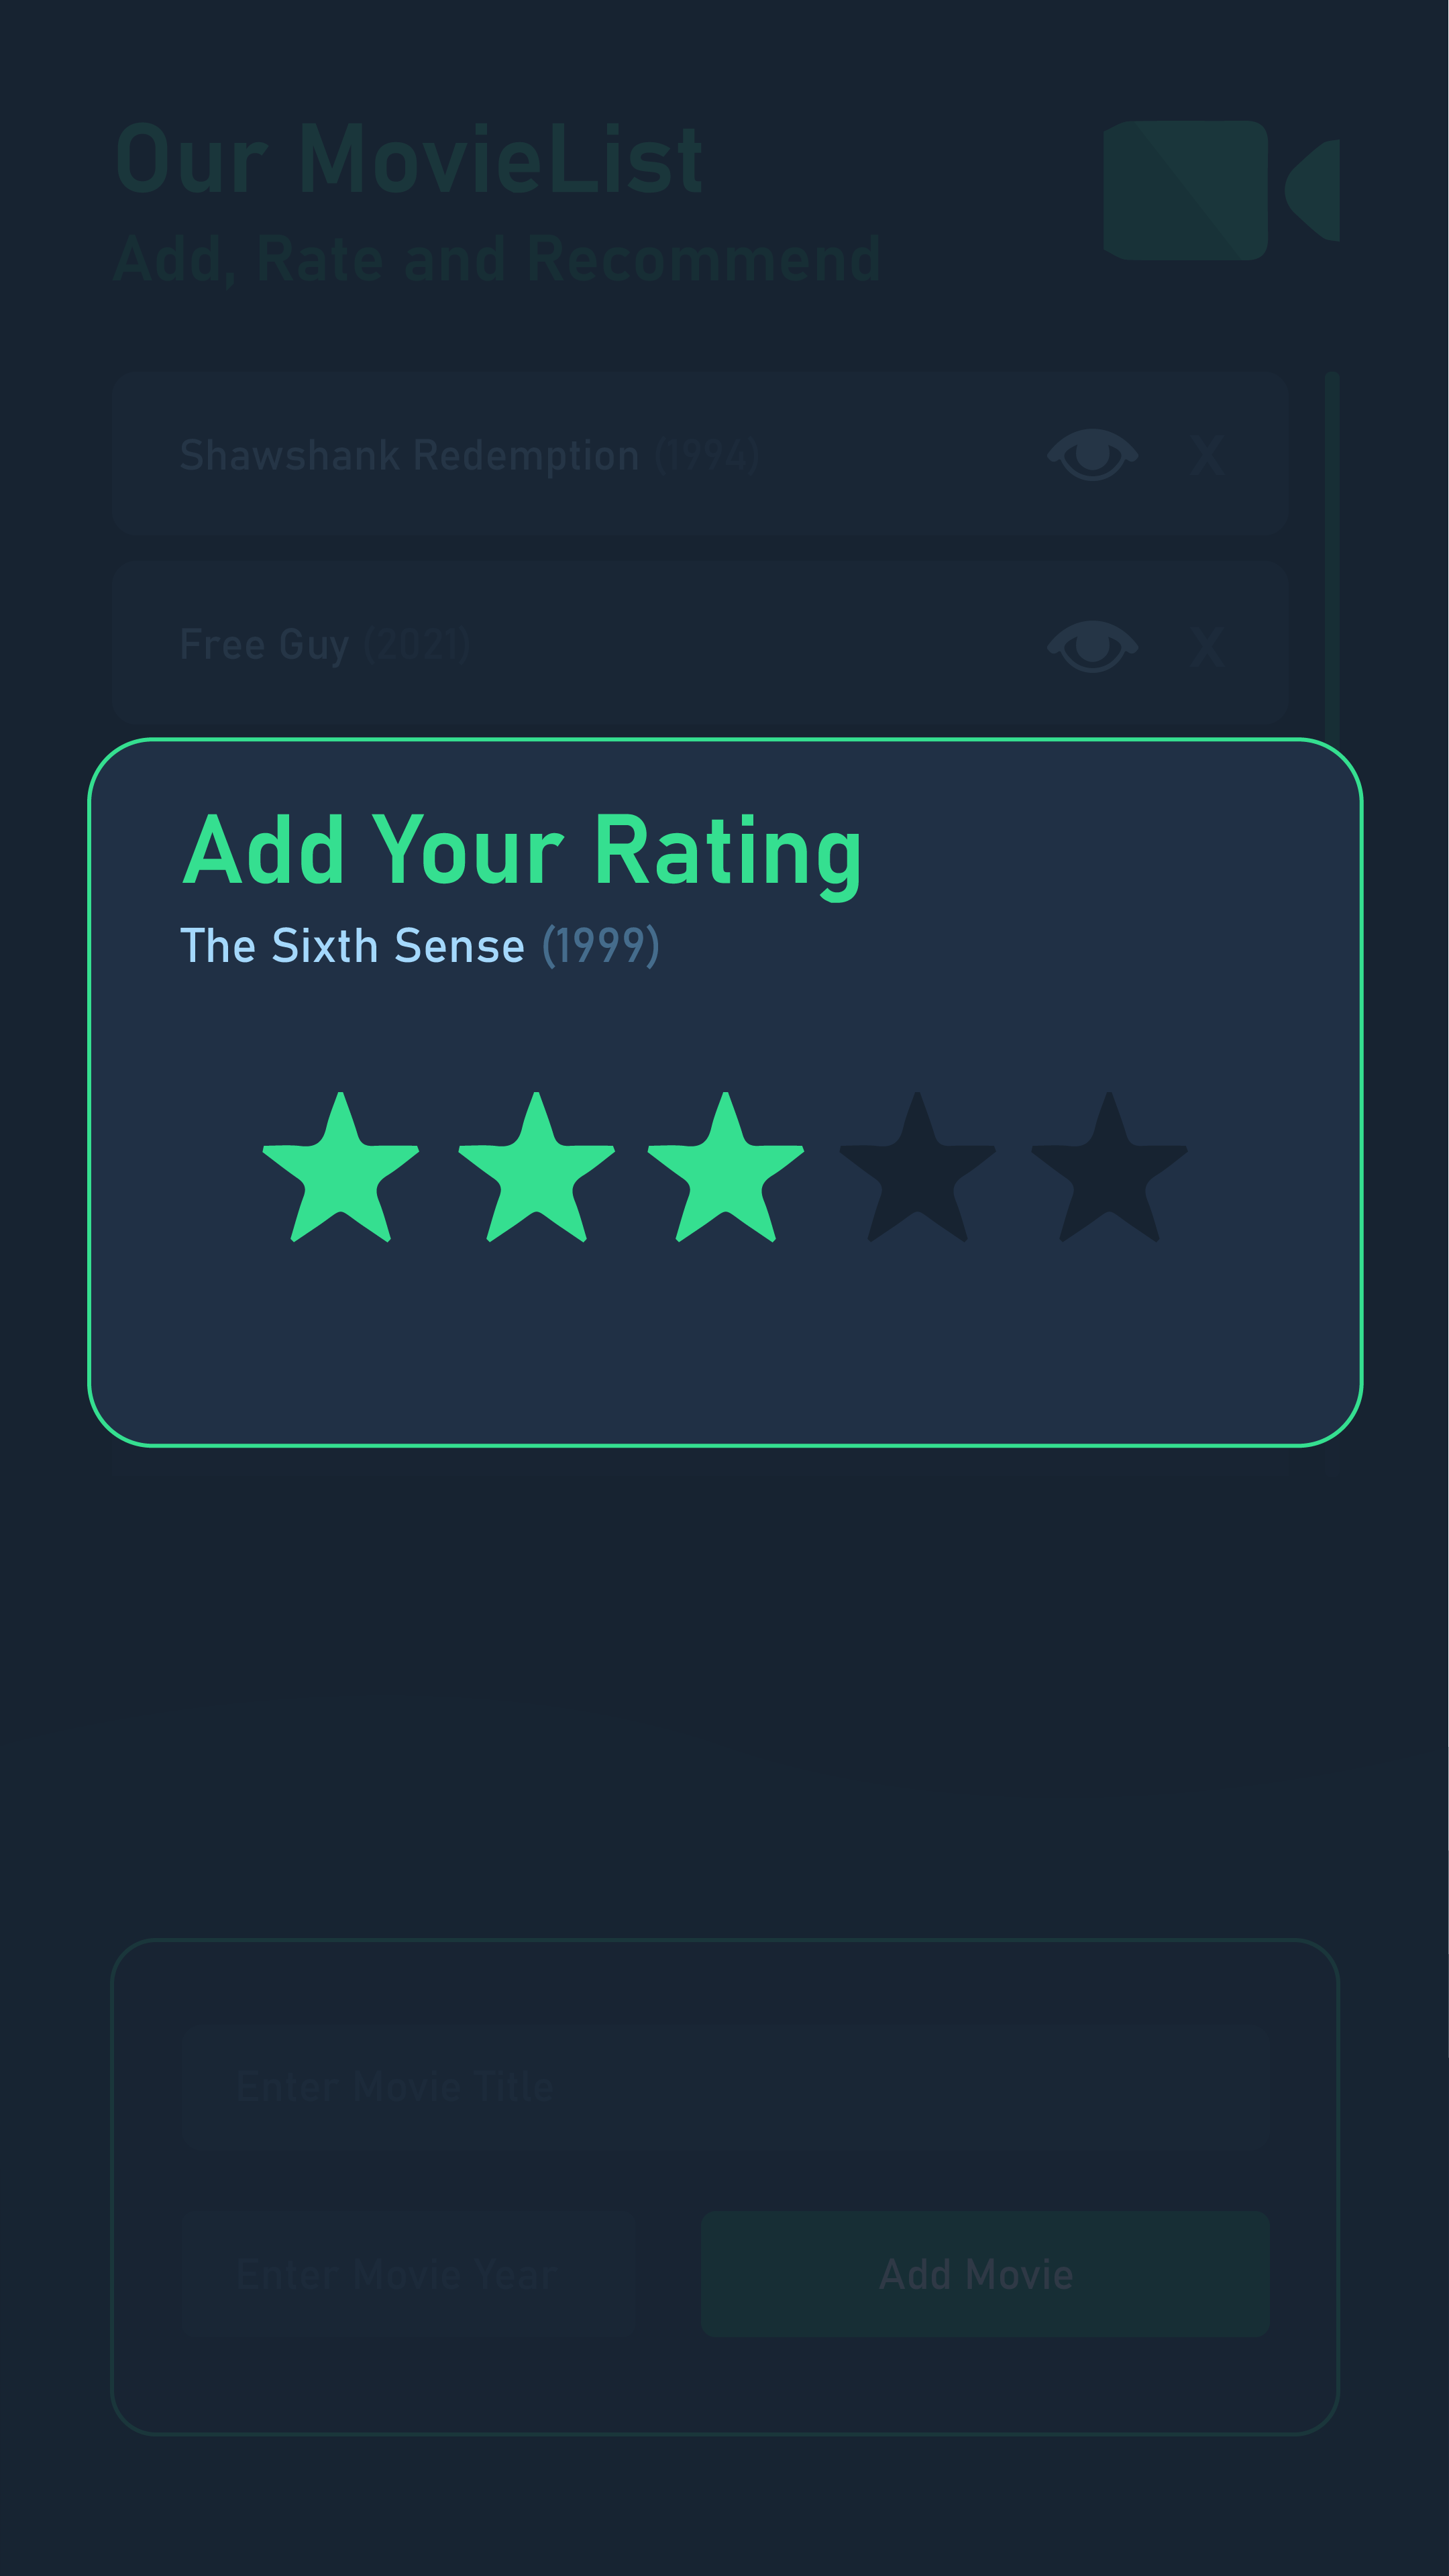 Our MovieList
Add, Rate and Recommend
Shawshank Redemption (1994)
X
Free Guy (2021)
X
Add Your Rating
The Sixth Sense (1999)
Enter Movie Title
Enter Movie Year
Add Movie